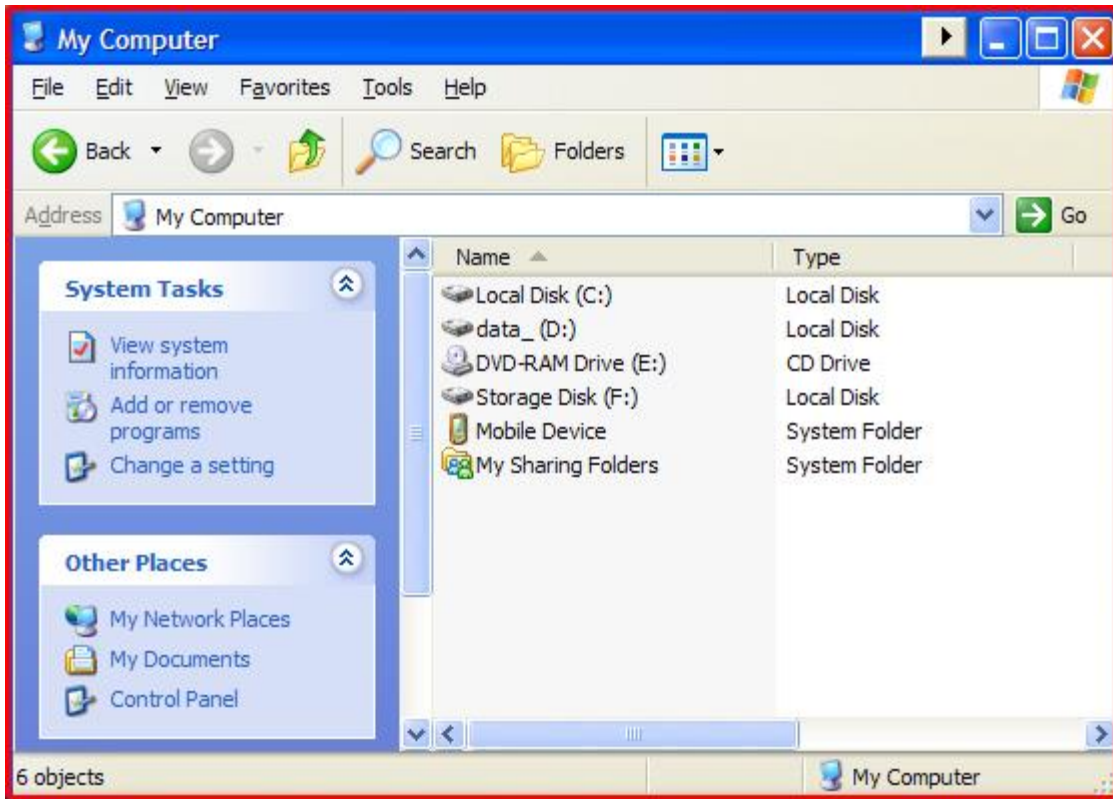 My Computer
File Edit View Favorites Tools Help
Back Search Folders
Address My Computer Go
System Tasks
View system
information
Add or remove
programs
Change a setting
Other Places
My Network Places
My Documents
Control Panel
Name Type
Local Disk (C:) Local Disk
data_ (D:) Local Disk
DVD-RAM Drive (E:) CD Drive
Storage Disk (F:) Local Disk
Mobile Device System Folder
My Sharing Folders System Folder
6 objects My Computer